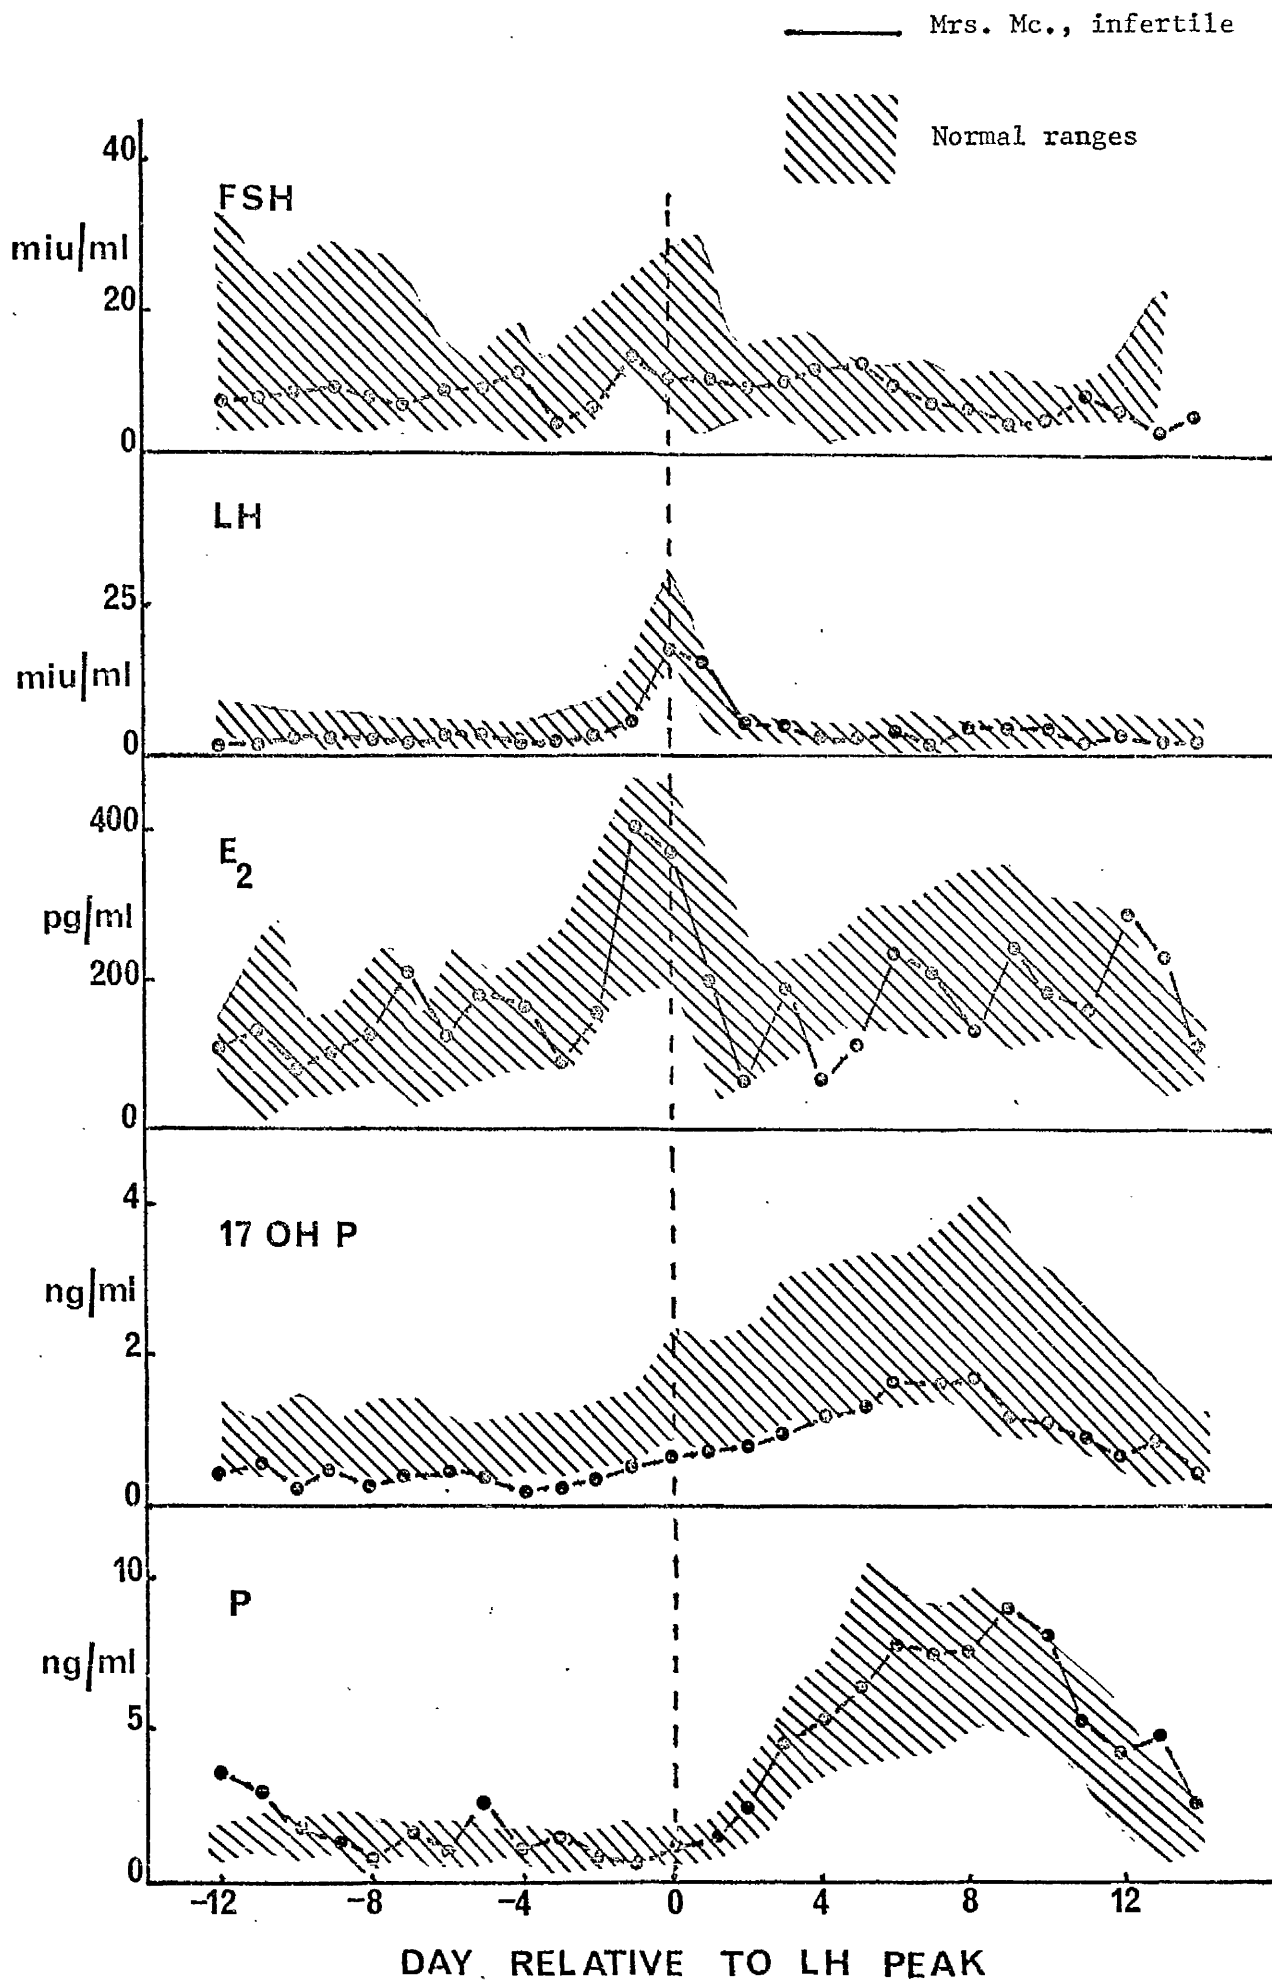 Mrs. Mc., infertile
Normal ranges
40
FSH
miu/ml
20
0
LH
25
miu/ml
0
400
E2
pg/ml
200
0
4
17 OH P
ng/ml
2
0
10
P
ng/ml
5
0
-12 -8 -4 0 4 8 12
DAY RELATIVE TO LH PEAK